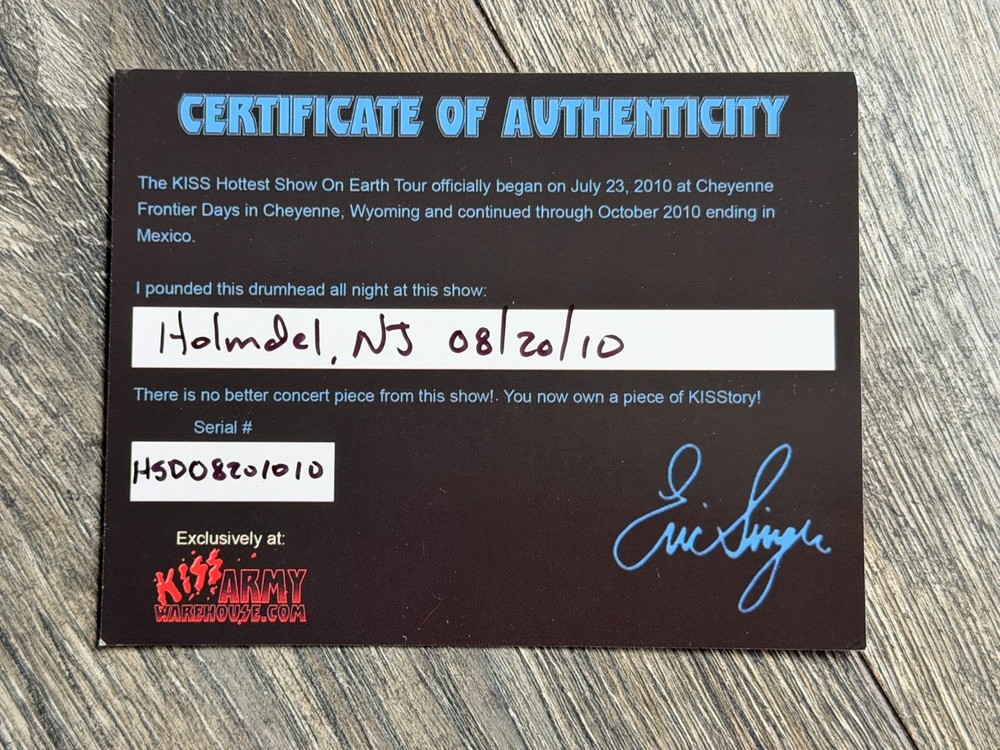 CERTIFICATE OF AUTHENTICITY
The KISS Hottest Show On Earth Tour officially began on July 23, 2010 at Cheyenne
Frontier Days in Cheyenne, Wyoming and continued through October 2010 ending in
Mexico.
I pounded this drumhead all night at this show:
Holmdel, NJ 08/20/10
There is no better concert piece from this show!. You now own a piece of KISStory!
Serial #
HSD08201010
Eric Singer
Exclusively at:
KISS ARMY
WAREHOUSE.COM